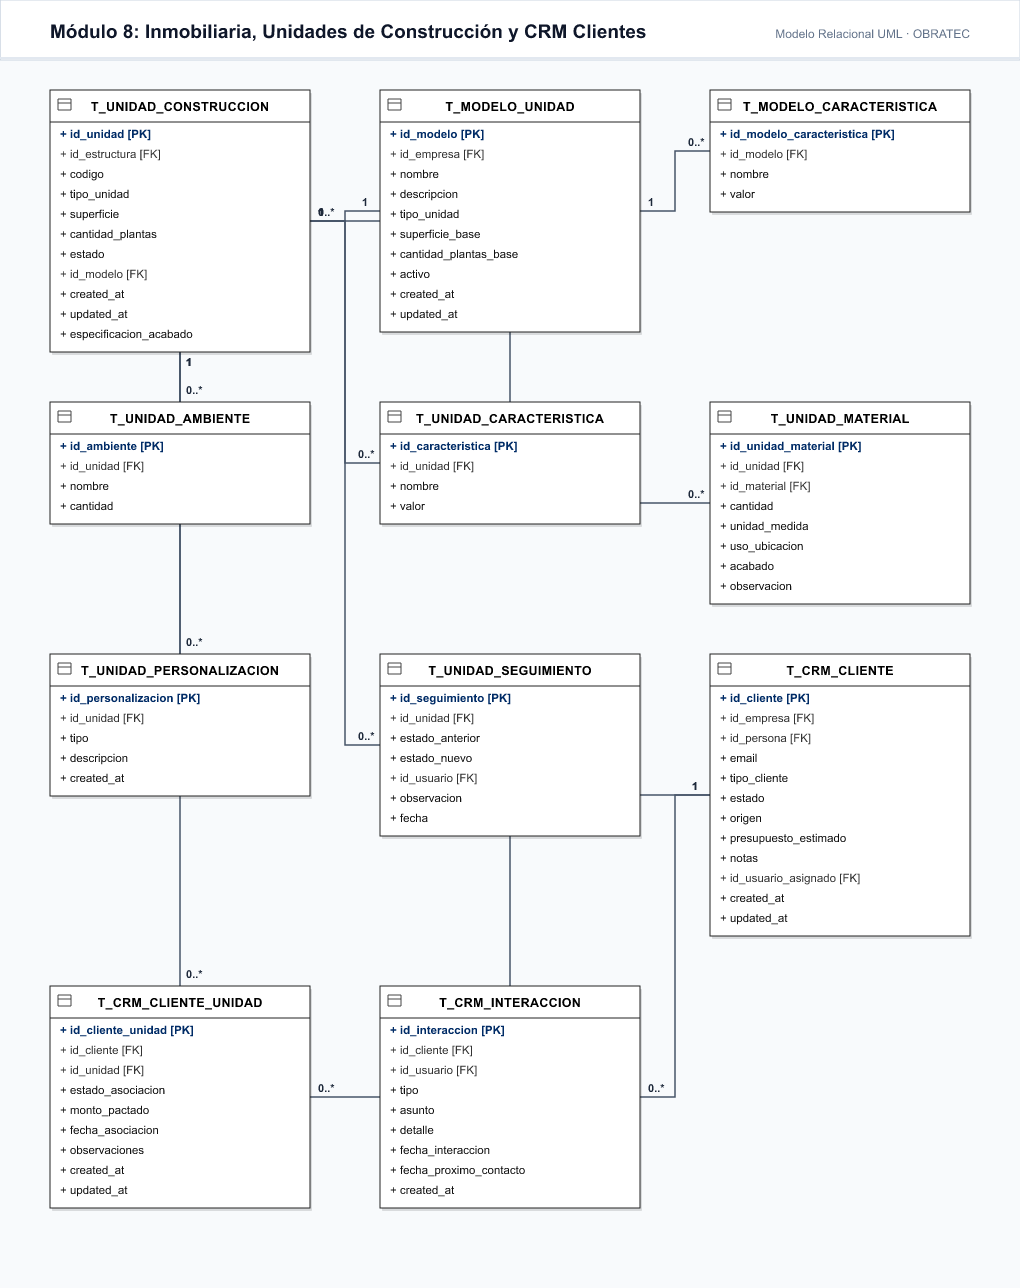 Módulo 8: Inmobiliaria, Unidades de Construcción y CRM Clientes
Modelo Relacional UML · OBRATEC
T_UNIDAD_CONSTRUCCION
+ id_unidad [PK]
+ id_estructura [FK]
+ codigo
+ tipo_unidad
+ superficie
+ cantidad_plantas
+ estado
+ id_modelo [FK]
+ created_at
+ updated_at
+ especificacion_acabado
T_MODELO_UNIDAD
+ id_modelo [PK]
+ id_empresa [FK]
+ nombre
+ descripcion
+ tipo_unidad
+ superficie_base
+ cantidad_plantas_base
+ activo
+ created_at
+ updated_at
T_MODELO_CARACTERISTICA
+ id_modelo_caracteristica [PK]
+ id_modelo [FK]
+ nombre
+ valor
0..*
1
1
0..*
1
0..*
T_UNIDAD_AMBIENTE
+ id_ambiente [PK]
+ id_unidad [FK]
+ nombre
+ cantidad
T_UNIDAD_CARACTERISTICA
+ id_caracteristica [PK]
+ id_unidad [FK]
+ nombre
+ valor
T_UNIDAD_MATERIAL
+ id_unidad_material [PK]
+ id_unidad [FK]
+ id_material [FK]
+ cantidad
+ unidad_medida
+ uso_ubicacion
+ acabado
+ observacion
0..*
0..*
0..*
T_UNIDAD_PERSONALIZACION
+ id_personalizacion [PK]
+ id_unidad [FK]
+ tipo
+ descripcion
+ created_at
T_UNIDAD_SEGUIMIENTO
+ id_seguimiento [PK]
+ id_unidad [FK]
+ estado_anterior
+ estado_nuevo
+ id_usuario [FK]
+ observacion
+ fecha
T_CRM_CLIENTE
+ id_cliente [PK]
+ id_empresa [FK]
+ id_persona [FK]
+ email
+ tipo_cliente
+ estado
+ origen
+ presupuesto_estimado
+ notas
+ id_usuario_asignado [FK]
+ created_at
+ updated_at
0..*
1
0..*
T_CRM_CLIENTE_UNIDAD
+ id_cliente_unidad [PK]
+ id_cliente [FK]
+ id_unidad [FK]
+ estado_asociacion
+ monto_pactado
+ fecha_asociacion
+ observaciones
+ created_at
+ updated_at
0..*
T_CRM_INTERACCION
+ id_interaccion [PK]
+ id_cliente [FK]
+ id_usuario [FK]
+ tipo
+ asunto
+ detalle
+ fecha_interaccion
+ fecha_proximo_contacto
+ created_at
0..*